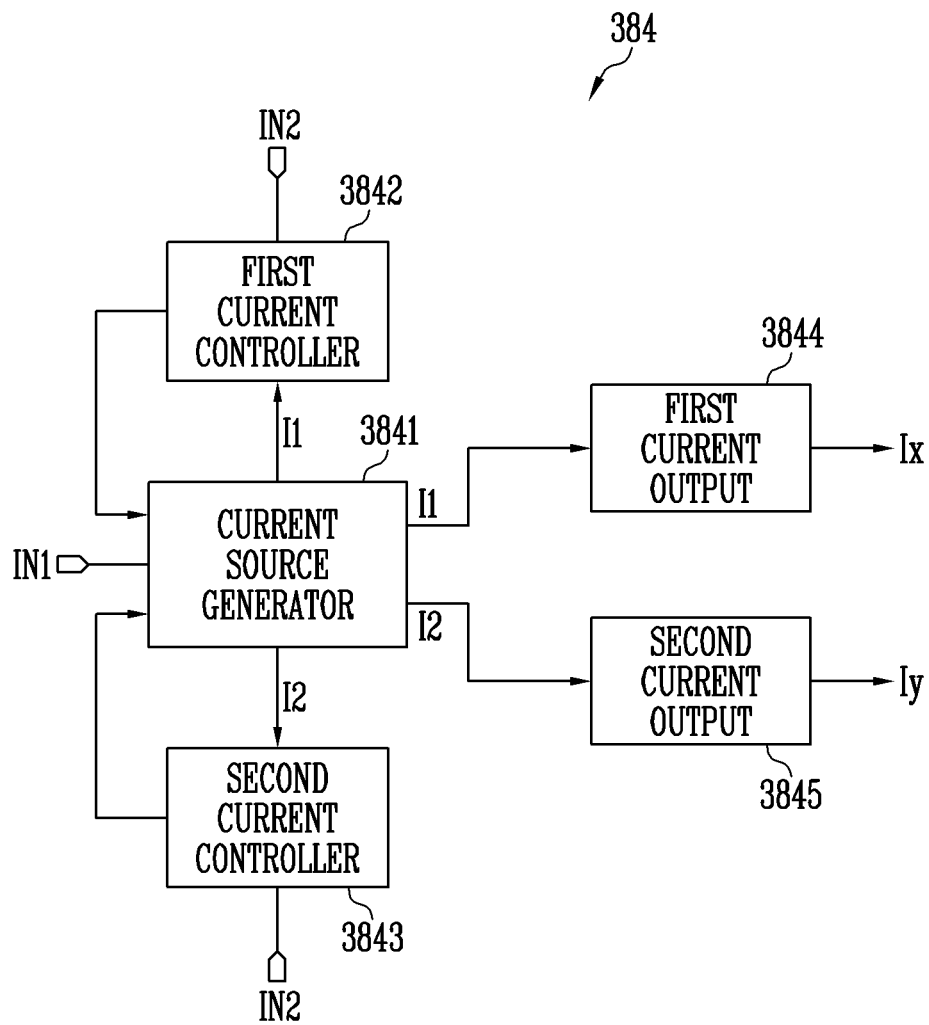 384
IN2
3842
FIRST
CURRENT
CONTROLLER
I1
3841
CURRENT
SOURCE
GENERATOR
IN1
I1
I2
3844
FIRST
CURRENT
OUTPUT
Ix
SECOND
CURRENT
OUTPUT
Iy
3845
I2
SECOND
CURRENT
CONTROLLER
3843
IN2